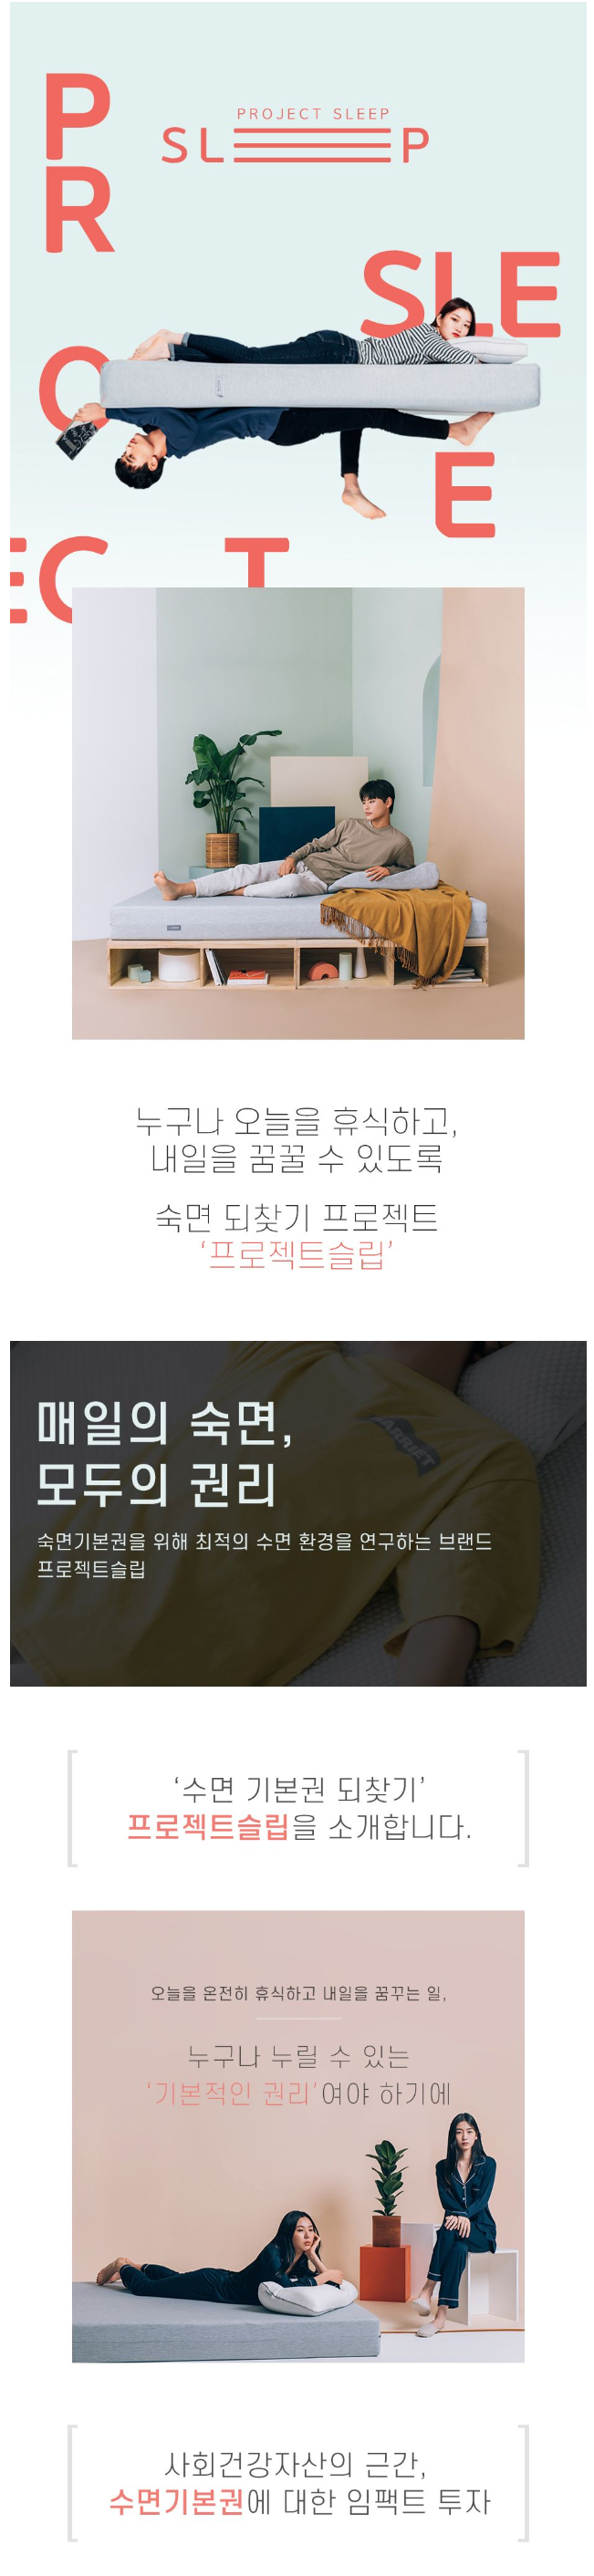 P
R
O
EC T
PROJECT SLEEP
SL P
SLE
E
누구나 오늘을 휴식하고,
내일을 꿈꿀 수 있도록
숙면 되찾기 프로젝트
‘프로젝트슬립’
매일의 숙면,
모두의 권리
숙면기본권을 위해 최적의 수면 환경을 연구하는 브랜드
프로젝트슬립
‘수면 기본권 되찾기’
프로젝트슬립을 소개합니다.
오늘을 온전히 휴식하고 내일을 꿈꾸는 일,
누구나 누릴 수 있는
‘기본적인 권리’여야 하기에
사회건강자산의 근간,
수면기본권에 대한 임팩트 투자